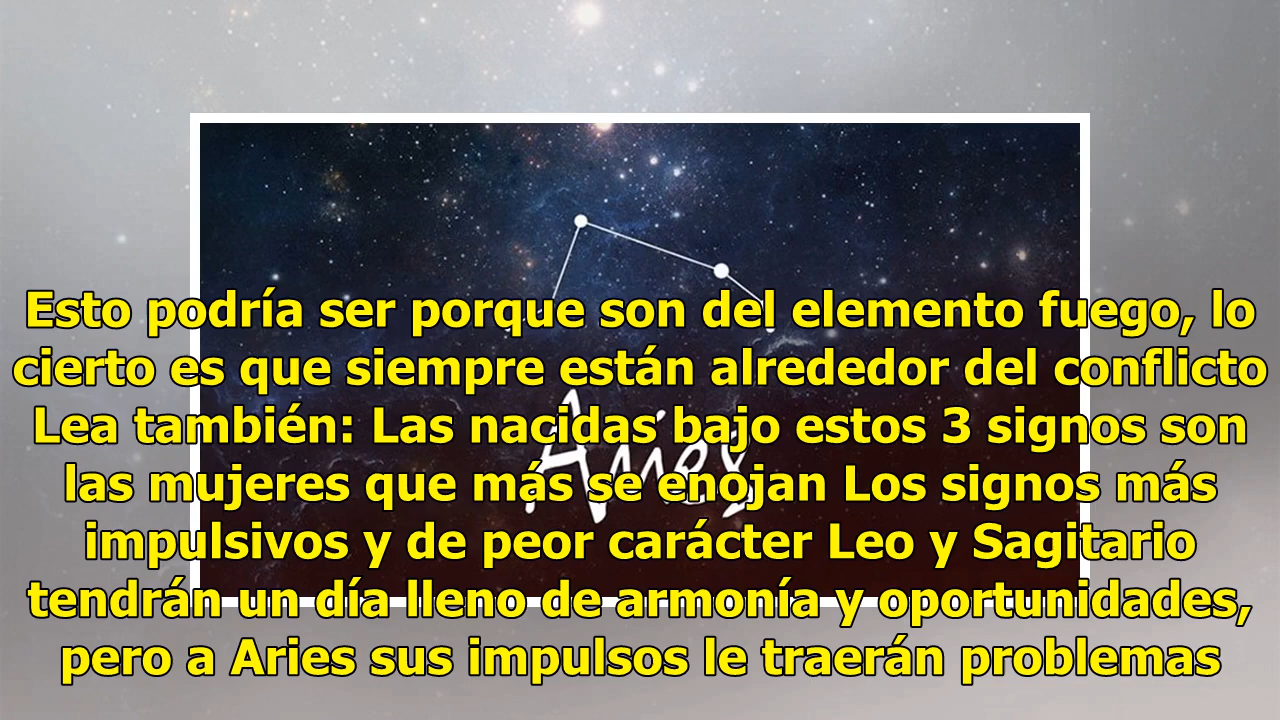 Esto podría ser porque son del elemento fuego, lo
cierto es que siempre están alrededor del conflicto
Lea también: Las nacidas bajo estos 3 signos son
las mujeres que más se enojan Los signos más
impulsivos y de peor carácter Leo y Sagitario
tendrán un día lleno de armonía y oportunidades,
pero a Aries sus impulsos le traerán problemas
Aries